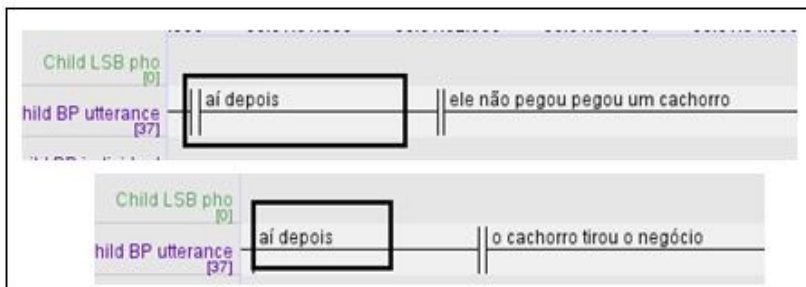 Child LSB pho
[0]
hild BP utterance
[37]
aí depois
ele não pegou pegou um cachorro
Child LSB pho
[0]
hild BP utterance
[37]
aí depois
o cachorro tirou o negócio